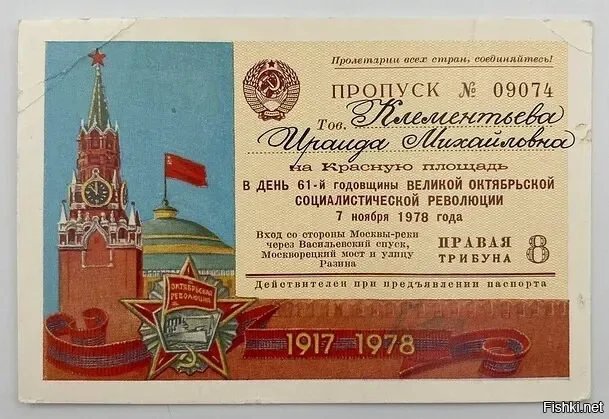 Пролетарии всех стран, соединяйтесь!
ПРОПУСК № 09074
Тов. Клементьева
Ираида Михайловна
на Красную площадь
В ДЕНЬ 61-й ГОДОВЩИНЫ ВЕЛИКОЙ ОКТЯБРЬСКОЙ
СОЦИАЛИСТИЧЕСКОЙ РЕВОЛЮЦИИ
7 ноября 1978 года
Вход со стороны Москвы-реки
через Васильевский спуск,
Москворецкий мост и улицу
Разина
ПРАВАЯ
ТРИБУНА 8
Действителен при предъявлении паспорта
ОКТЯБРЬСКАЯ
РЕВОЛЮЦИЯ
1917-1978
Fishki.net